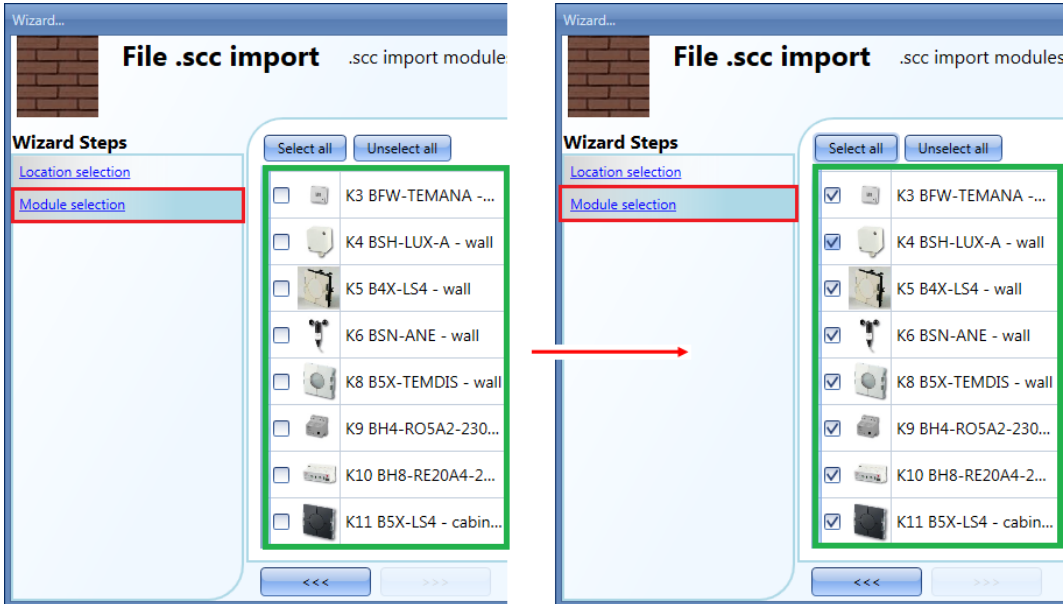 Wizard...
File .scc import .scc import module
Wizard Steps
Location selection
Module selection
Select all Unselect all
K3 BFW-TEMANA -...
K4 BSH-LUX-A - wall
K5 B4X-LS4 - wall
K6 BSN-ANE - wall
K8 B5X-TEMDIS - wall
K9 BH4-RO5A2-230...
K10 BH8-RE20A4-2...
K11 B5X-LS4 - cabin...
<<< >>>
Wizard...
File .scc import .scc import modules
Wizard Steps
Location selection
Module selection
Select all Unselect all
K3 BFW-TEMANA -...
K4 BSH-LUX-A - wall
K5 B4X-LS4 - wall
K6 BSN-ANE - wall
K8 B5X-TEMDIS - wall
K9 BH4-RO5A2-230...
K10 BH8-RE20A4-2...
K11 B5X-LS4 - cabin...
<<< >>>